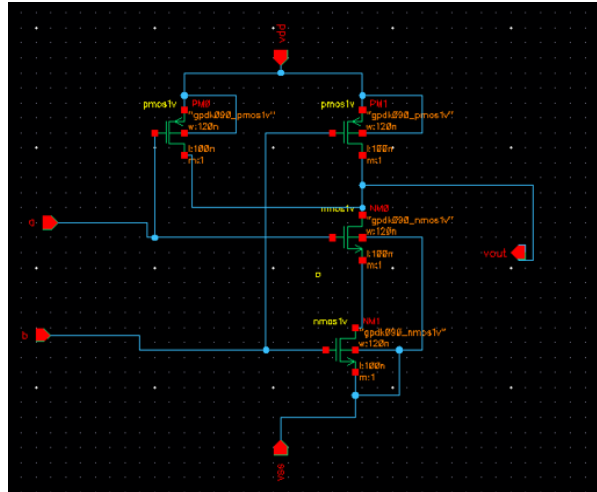 vdd
pmos1v PM0
"gpdk090_pmos1v"
w:120n
l:100n
m:1
pmos1v PM1
"gpdk090_pmos1v"
w:120n
l:100n
m:1
nmos1v NM0
"gpdk090_nmos1v"
w:120n
l:100n
m:1
a
vout
nmos1v NM1
"gpdk090_nmos1v"
w:120n
l:100n
m:1
b
vss